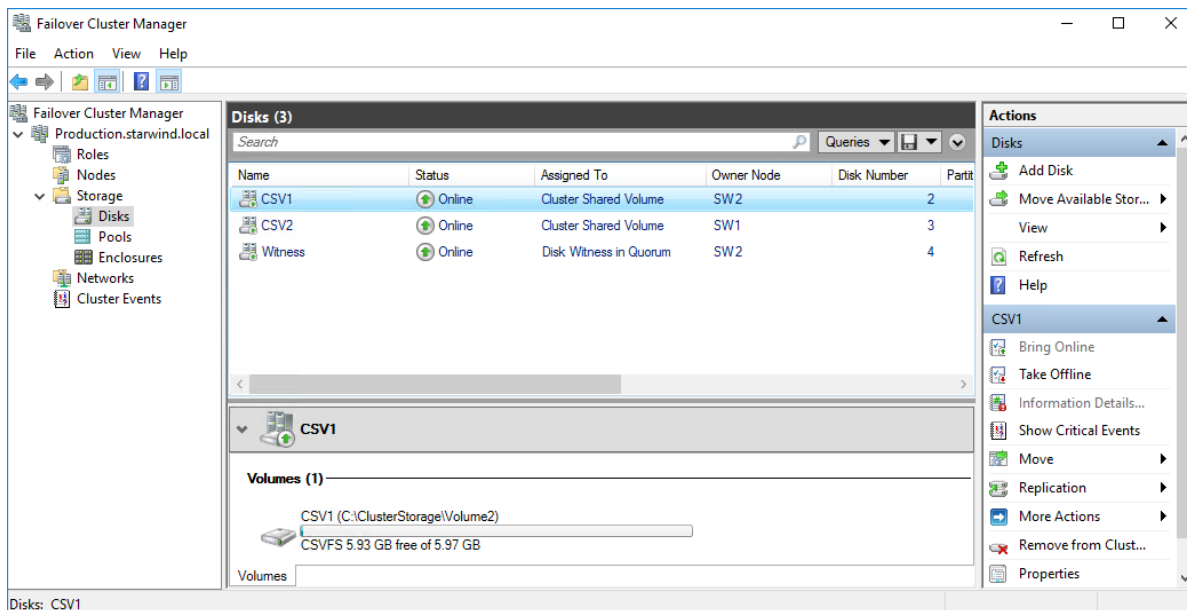 Failover Cluster Manager
File Action View Help
Failover Cluster Manager
Production.starwind.local
Roles
Nodes
Storage
Disks
Pools
Enclosures
Networks
Cluster Events
Disks (3)
Search
Queries
Name Status Assigned To Owner Node Disk Number Partit
CSV1 Online Cluster Shared Volume SW2 2
CSV2 Online Cluster Shared Volume SW1 3
Witness Online Disk Witness in Quorum SW2 4
CSV1
Volumes (1)
CSV1 (C:\ClusterStorage\Volume2)
CSVFS 5.93 GB free of 5.97 GB
Volumes
Actions
Disks
Add Disk
Move Available Stor...
View
Refresh
Help
CSV1
Bring Online
Take Offline
Information Details...
Show Critical Events
Move
Replication
More Actions
Remove from Clust...
Properties
Disks: CSV1